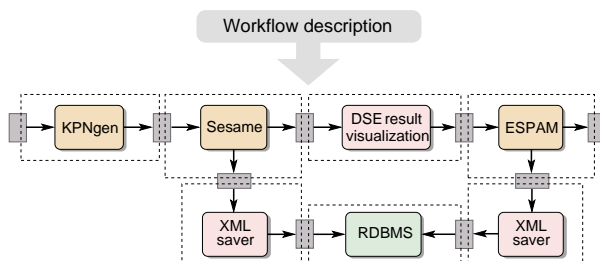 Workflow description
KPNgen
Sesame
DSE result
visualization
ESPAM
XML
saver
RDBMS
XML
saver